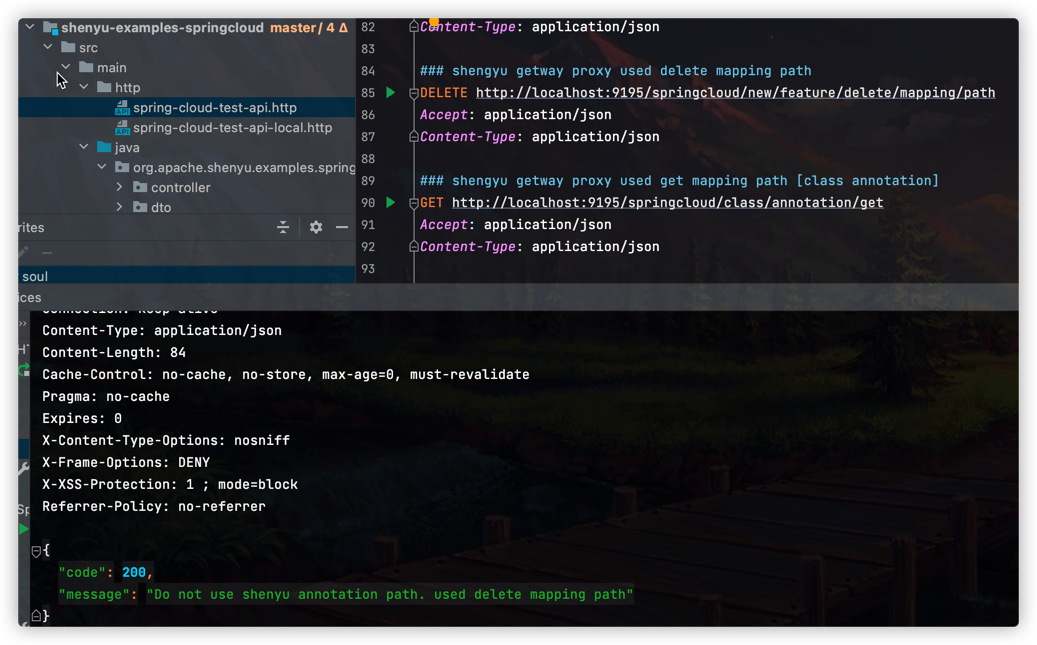 shenyu-examples-springcloud master / 4 Δ
src
main
http
spring-cloud-test-api.http
spring-cloud-test-api-local.http
java
org.apache.shenyu.examples.spring
controller
dto
rites
soul
ices
82 Content-Type: application/json
83
84 ### shengyu getway proxy used delete mapping path
85 DELETE http://localhost:9195/springcloud/new/feature/delete/mapping/path
86 Accept: application/json
87 Content-Type: application/json
88
89 ### shengyu getway proxy used get mapping path [class annotation]
90 GET http://localhost:9195/springcloud/class/annotation/get
91 Accept: application/json
92 Content-Type: application/json
93
Connection: keep-alive
Content-Type: application/json
Content-Length: 84
Cache-Control: no-cache, no-store, max-age=0, must-revalidate
Pragma: no-cache
Expires: 0
X-Content-Type-Options: nosniff
X-Frame-Options: DENY
X-XSS-Protection: 1 ; mode=block
Referrer-Policy: no-referrer
{
"code": 200,
"message": "Do not use shenyu annotation path. used delete mapping path"
}